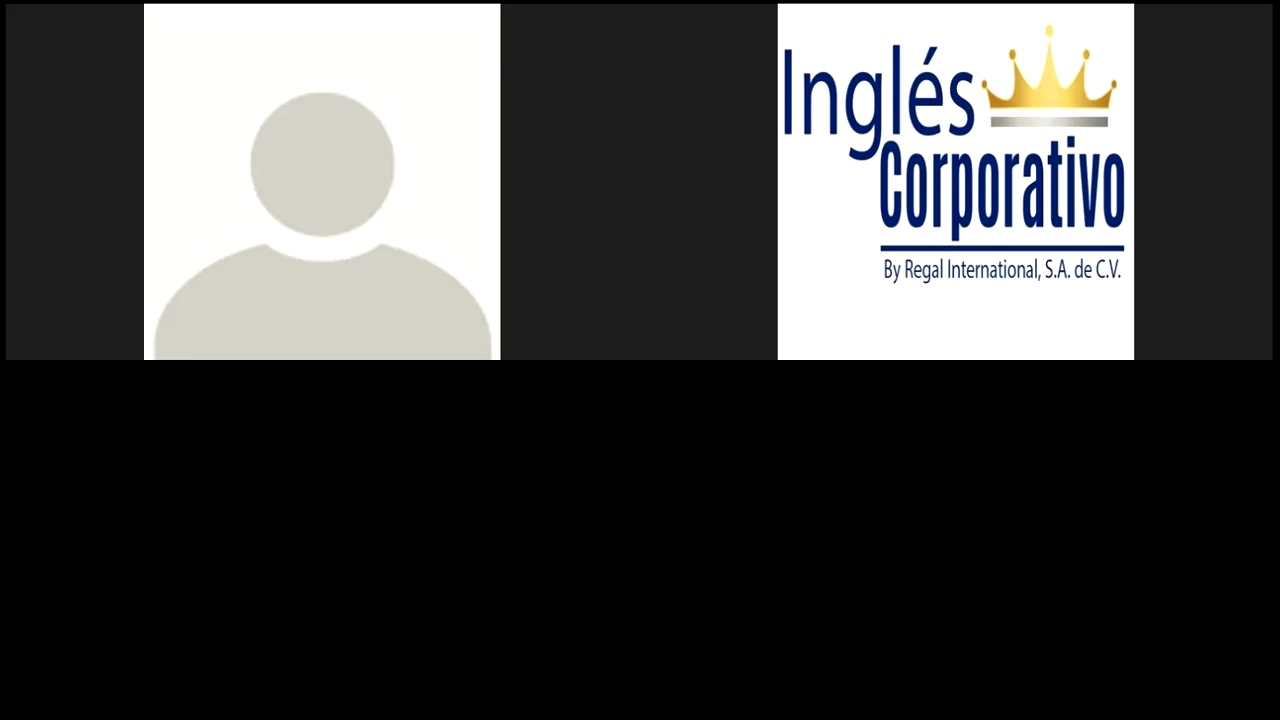 Inglés
Corporativo
By Regal International, S.A. de C.V.